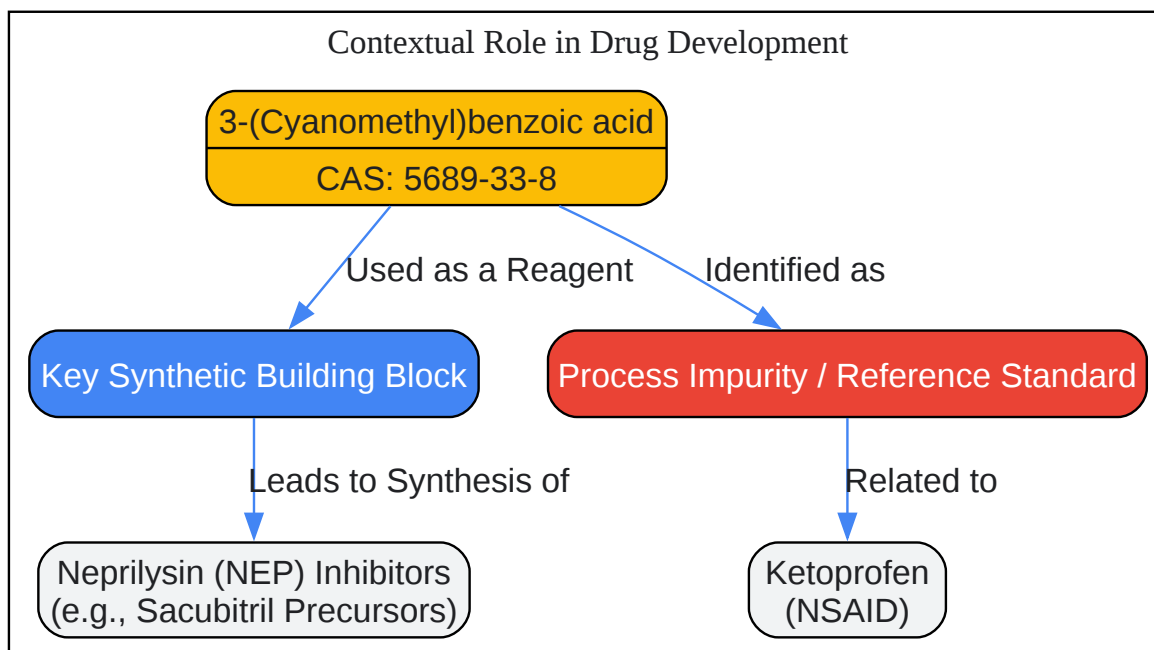 Contextual Role in Drug Development
3-(Cyanomethyl)benzoic acid
CAS: 5689-33-8
Used as a Reagent
Identified as
Key Synthetic Building Block
Process Impurity / Reference Standard
Leads to Synthesis of
Related to
Neprilysin (NEP) Inhibitors
(e.g., Sacubitril Precursors)
Ketoprofen
(NSAID)